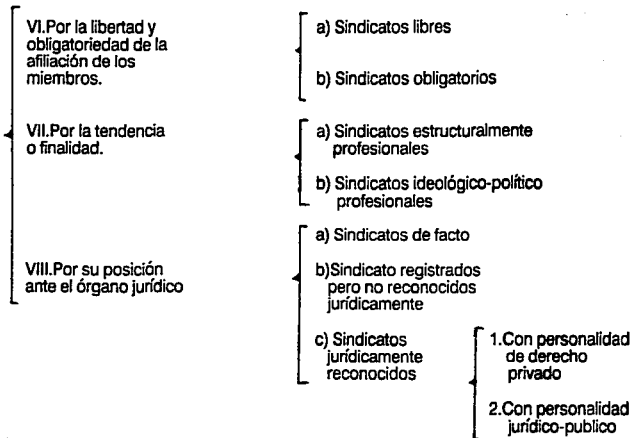 VI.Por la libertad y
obligatoriedad de la
afiliación de los
miembros.
a) Sindicatos libres
b) Sindicatos obligatorios
VII.Por la tendencia
o finalidad.
a) Sindicatos estructuralmente
profesionales
b) Sindicatos ideológico-político
profesionales
VIII.Por su posición
ante el órgano jurídico
a) Sindicatos de facto
b)Sindicato registrados
pero no reconocidos
jurídicamente
c) Sindicatos
jurídicamente
reconocidos
1.Con personalidad
de derecho
privado
2.Con personalidad
jurídico-publico